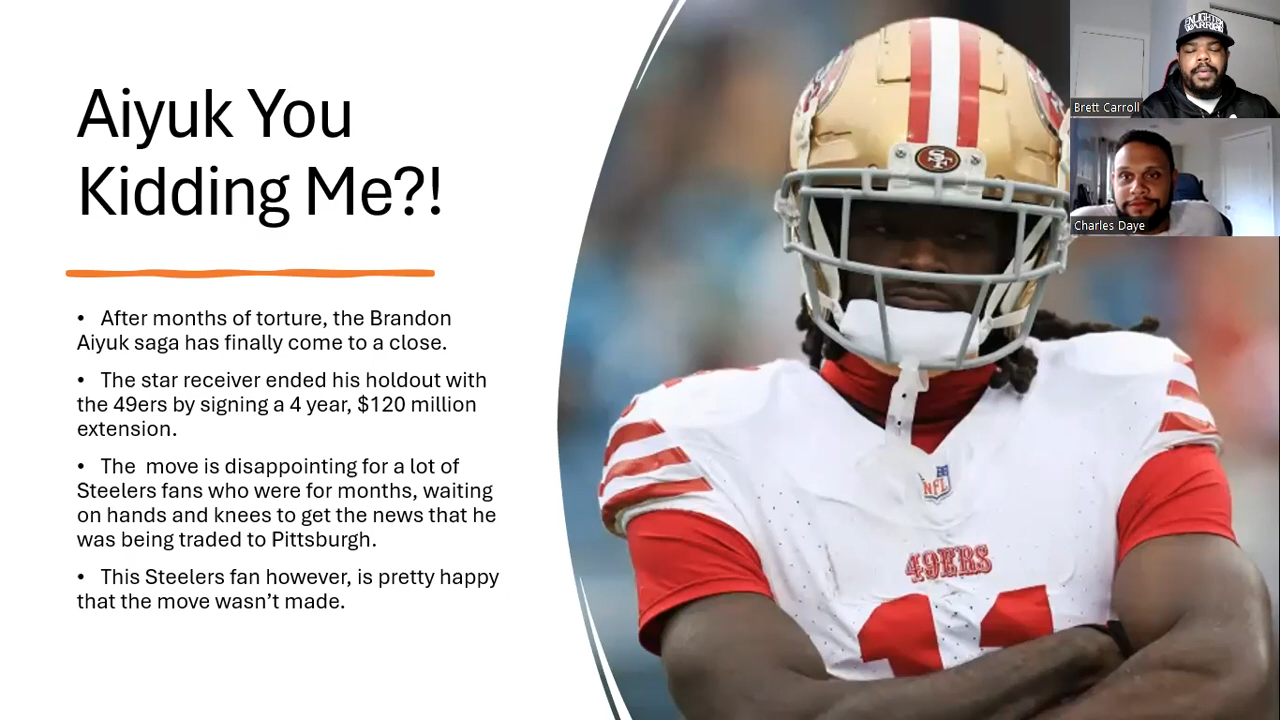 Aiyuk You
Kidding Me?!
• After months of torture, the Brandon
Aiyuk saga has finally come to a close.
• The star receiver ended his holdout with
the 49ers by signing a 4 year, $120 million
extension.
• The  move is disappointing for a lot of
Steelers fans who were for months, waiting
on hands and knees to get the news that he
was being traded to Pittsburgh.
• This Steelers fan however, is pretty happy
that the move wasn’t made.
SF
NFL
49ERS
11
Brett Carroll
Charles Daye